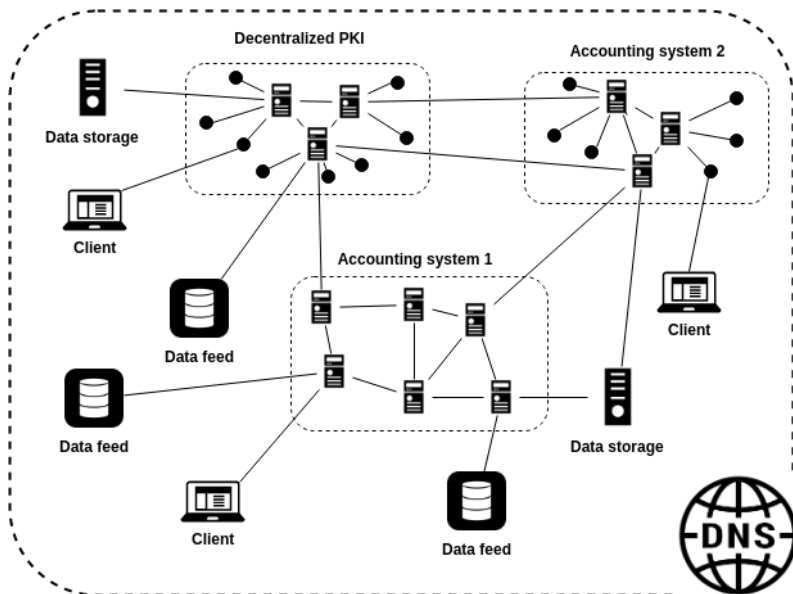 Decentralized PKI
Accounting system 2
Data storage
Client
Accounting system 1
Client
Data feed
Data feed
Data storage
Client
Data feed
DNS